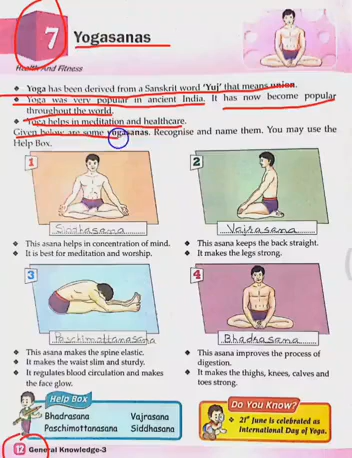 7
Yogasanas
Health And Fitness
❖ Yoga has been derived from a Sanskrit word 'Yuj' that means union.
❖ Yoga was very popular in ancient India. It has now become popular
throughout the world.
❖ Yoga helps in meditation and healthcare.
Given below are some yogasanas. Recognise and name them. You may use the
Help Box.
1
Siddhasana
❖ This asana helps in concentration of mind.
❖ It is best for meditation and worship.
2
Vajrasana
❖ This asana keeps the back straight.
❖ It makes the legs strong.
3
Paschimottanasana
❖ This asana makes the spine elastic.
❖ It makes the waist slim and sturdy.
❖ It regulates blood circulation and makes
the face glow.
4
Bhadrasana
❖ This asana improves the process of
digestion.
❖ It makes the thighs, knees, calves and
toes strong.
Help Box
Bhadrasana Vajrasana
Paschimottanasana Siddhasana
Do You Know?
❖ 21st June is celebrated as
International Day of Yoga.
12 General Knowledge-3